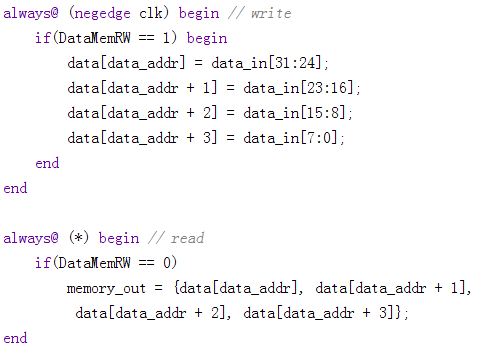 always@ (negedge clk) begin // write
    if(DataMemRW == 1) begin
        data[data_addr] = data_in[31:24];
        data[data_addr + 1] = data_in[23:16];
        data[data_addr + 2] = data_in[15:8];
        data[data_addr + 3] = data_in[7:0];
    end
end

always@ (*) begin // read
    if(DataMemRW == 0)
        memory_out = {data[data_addr], data[data_addr + 1],
         data[data_addr + 2], data[data_addr + 3]};
end